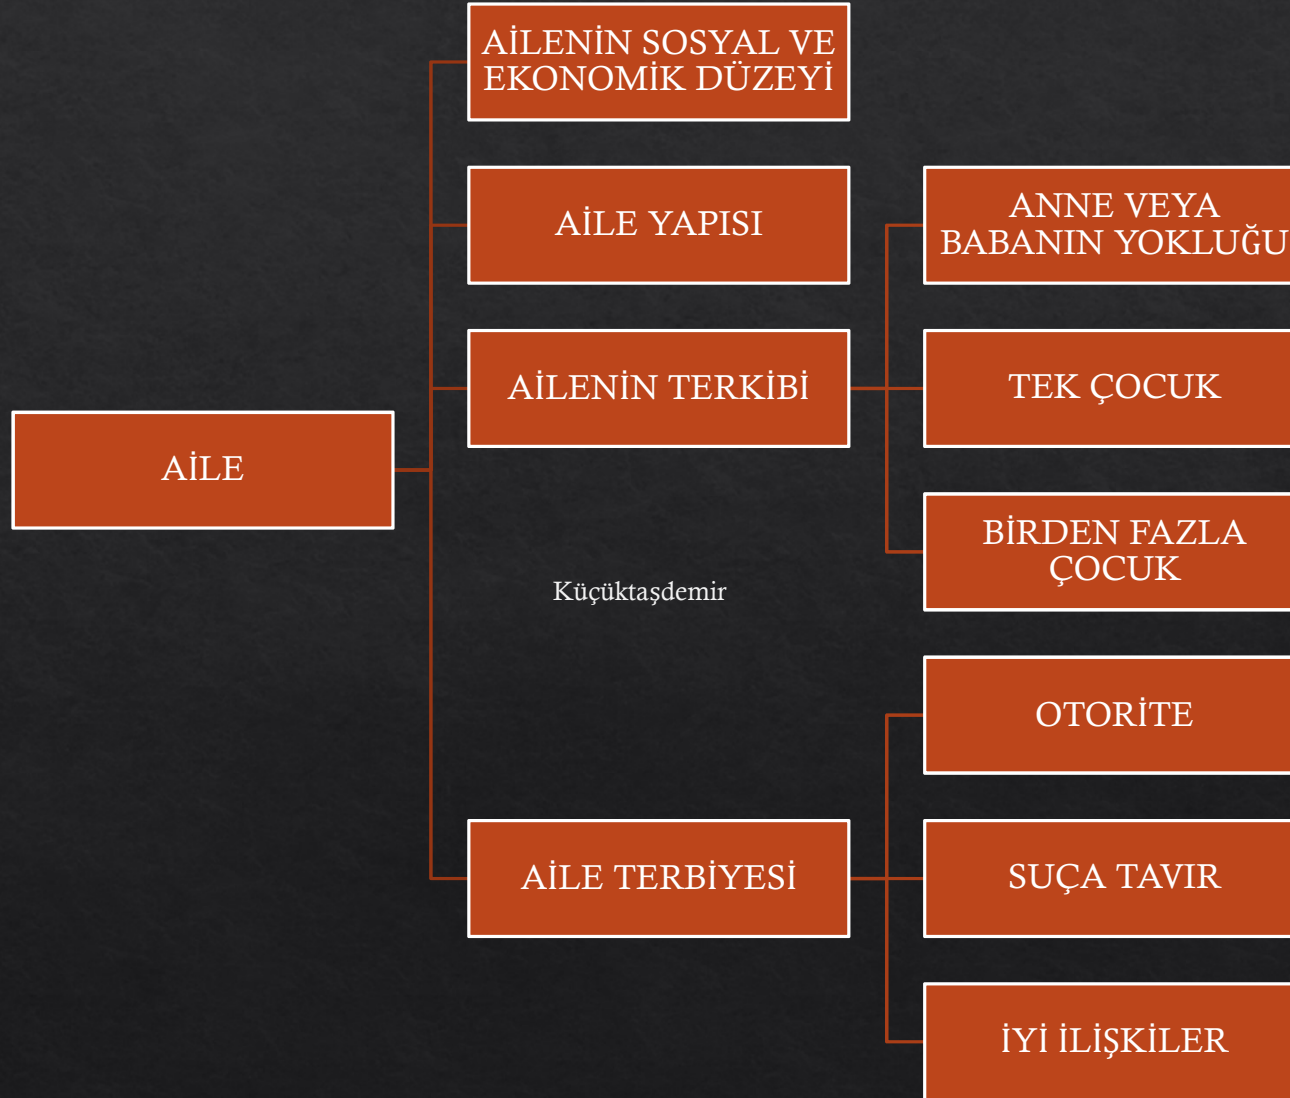 AİLENİN SOSYAL VE
EKONOMİK DÜZEYİ
AİLE YAPISI
ANNE VEYA
BABANIN YOKLUĞU
AİLENİN TERKİBİ
TEK ÇOCUK
AİLE
BİRDEN FAZLA
ÇOCUK
Küçüktaşdemir
OTORİTE
AİLE TERBİYESİ
SUÇA TAVIR
İYİ İLİŞKİLER